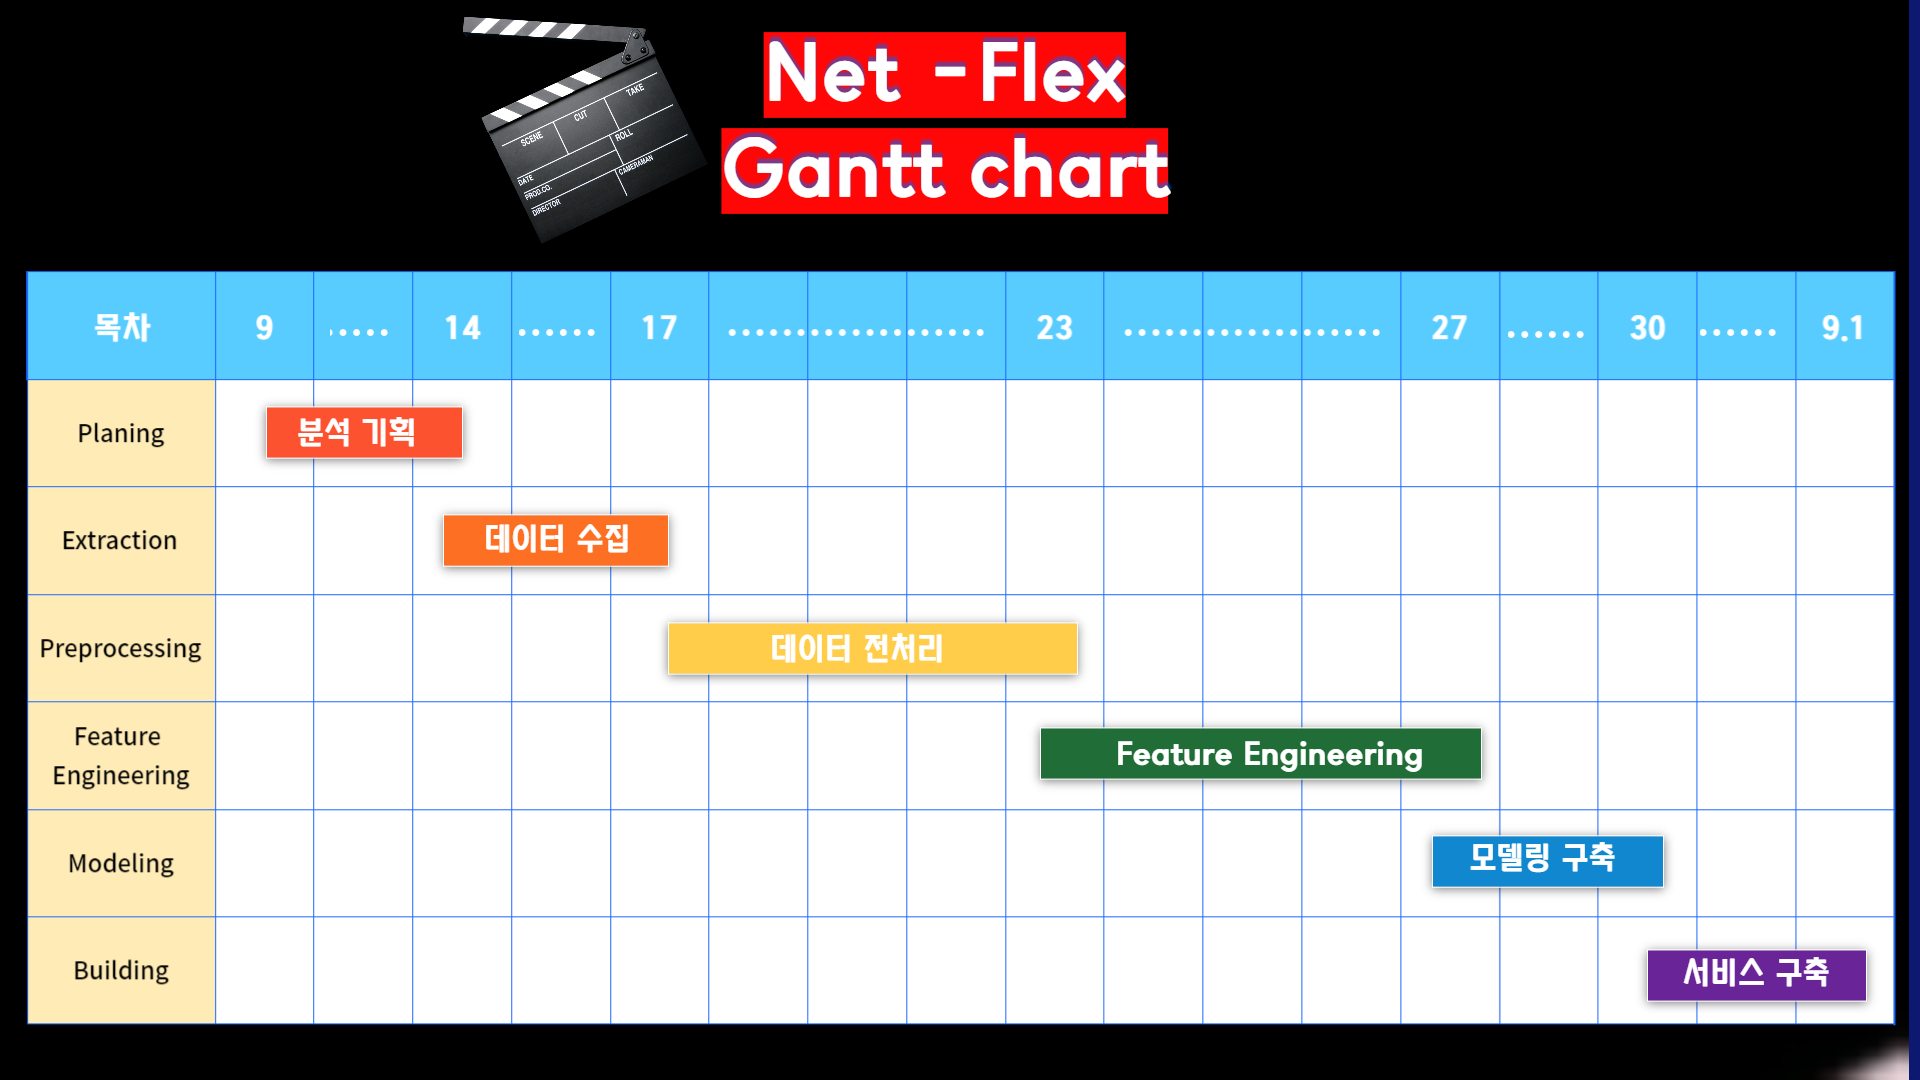 Net -Flex
Gantt chart
SCENE CUT TAKE
ROLL
DATE
PROD.CO. CAMERAMAN
DIRECTOR
목차 9 ..... 14 ...... 17 .................... 23 .................... 27 ...... 30 ...... 9.1
Planing 분석 기획
Extraction 데이터 수집
Preprocessing 데이터 전처리
Feature
Engineering Feature Engineering
Modeling 모델링 구축
Building 서비스 구축